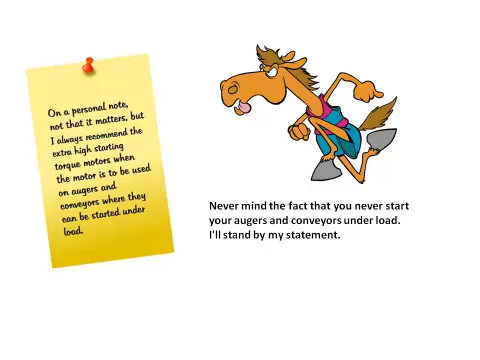 On a personal note,
not that it matters, but
I always recommend the
extra high starting
torque motors when
the motor is to be used
on augers and
conveyors where they
can be started under
load.
Never mind the fact that you never start
your augers and conveyors under load.
I'll stand by my statement.